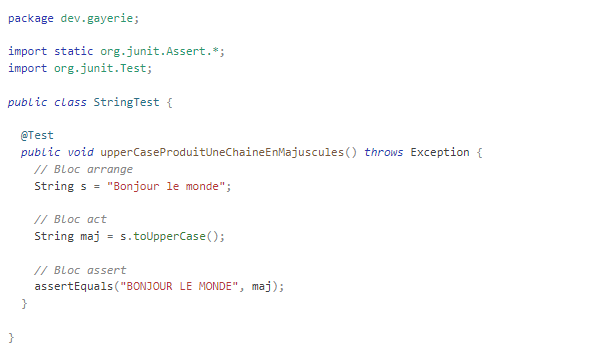 package dev.gayerie;
import static org.junit.Assert.*;
import org.junit.Test;
public class StringTest {
@Test
public void upperCaseProduitUneChaineEnMajuscules() throws Exception {
// Bloc arrange
String s = "Bonjour le monde";
// Bloc act
String maj = s.toUpperCase();
// Bloc assert
assertEquals("BONJOUR LE MONDE", maj);
}
}